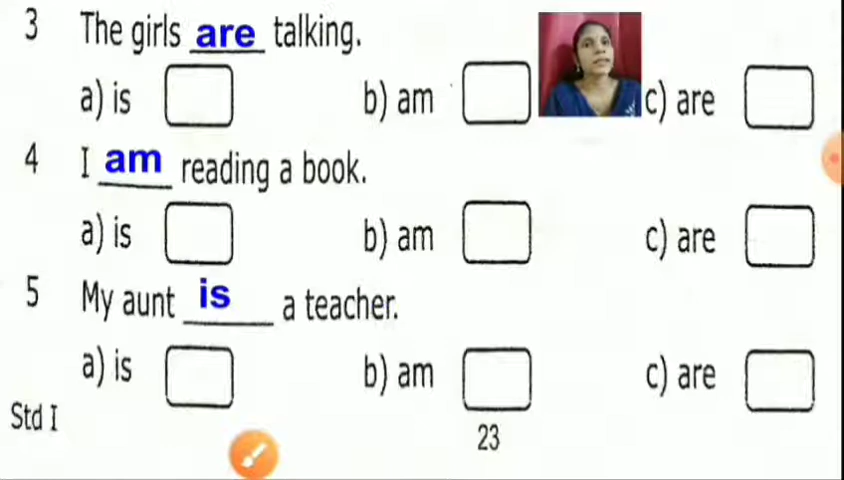 3 The girls are talking.
a) is b) am c) are
4 I am reading a book.
a) is b) am c) are
5 My aunt is a teacher.
a) is b) am c) are
Std I 23